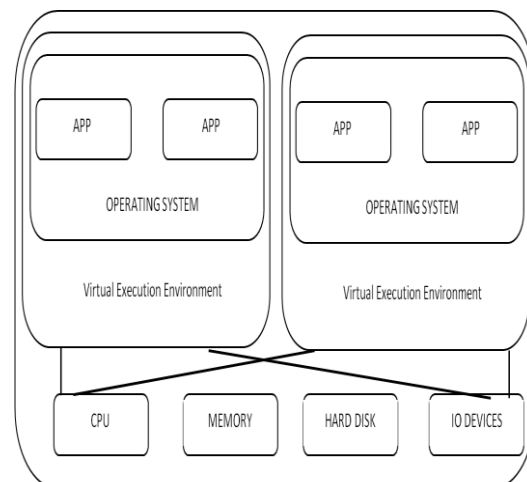 APP
APP
APP
APP
OPERATING SYSTEM
OPERATING SYSTEM
Virtual Execution Environment
Virtual Execution Environment
CPU
MEMORY
HARD DISK
IO DEVICES